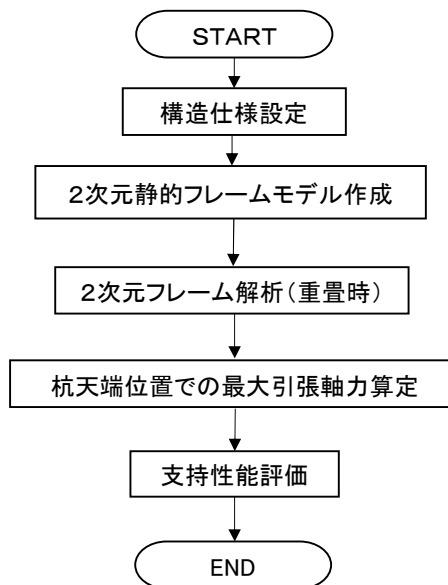 START
構造仕様設定
2次元静的フレームモデル作成
2次元フレーム解析(重畳時)
杭天端位置での最大引張軸力算定
支持性能評価
END